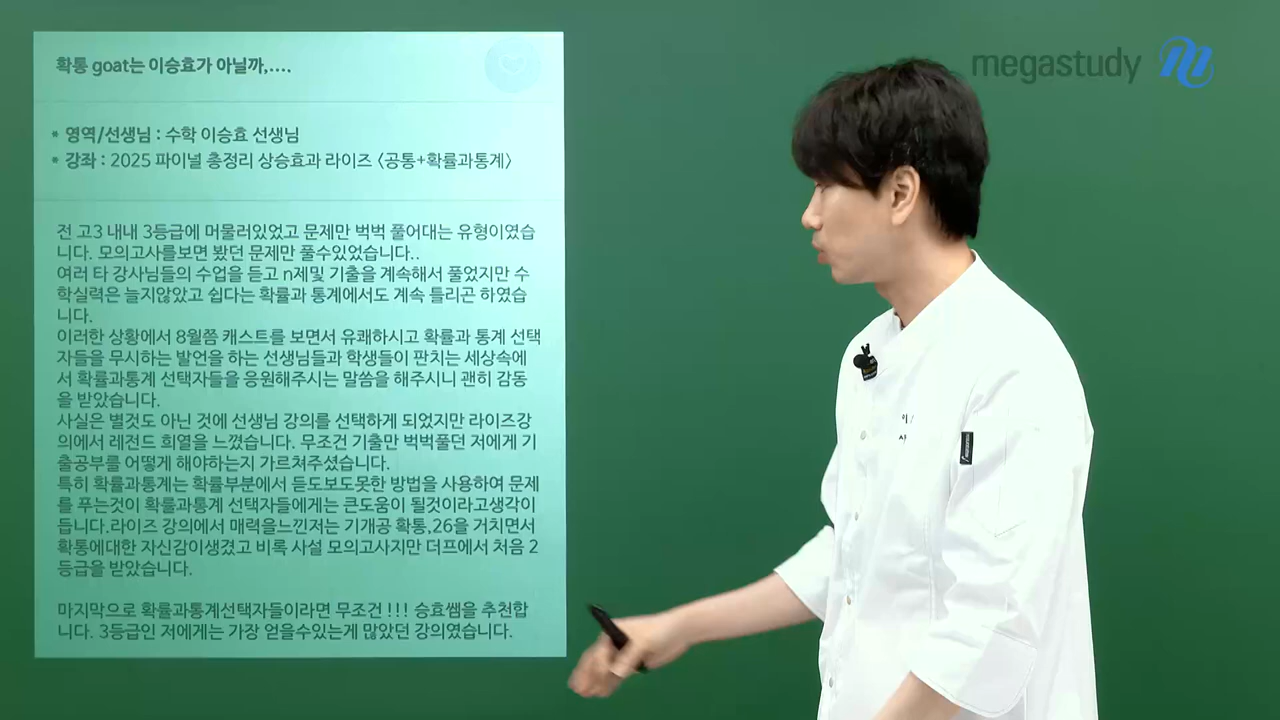 확통 goat는 이승효가 아닐까,....
megastudy
* 영역/선생님 : 수학 이승효 선생님
* 강좌 : 2025 파이널 총정리 상승효과 라이즈 <공통+확률과통계>
전 고3 내내 3등급에 머물러있었고 문제만 벅벅 풀어대는 유형이였습
니다. 모의고사를보면 봤던 문제만 풀수있었습니다..
여러 타 강사님들의 수업을 듣고 n제및 기출을 계속해서 풀었지만 수
학실력은 늘지않았고 쉽다는 확률과 통계에서도 계속 틀리곤 하였습
니다.
이러한 상황에서 8월쯤 캐스트를 보면서 유쾌하시고 확률과 통계 선택
자들을 무시하는 발언을 하는 선생님들과 학생들이 판치는 세상속에
서 확률과통계 선택자들을 응원해주시는 말씀을 해주시니 괜히 감동
을 받았습니다.
사실은 별것도 아닌 것에 선생님 강의를 선택하게 되었지만 라이즈강
의에서 레전드 희열을 느꼈습니다. 무조건 기출만 벅벅풀던 저에게 기
출공부를 어떻게 해야하는지 가르쳐주셨습니다.
특히 확률과통계는 확률부분에서 듣도보도못한 방법을 사용하여 문제
를 푸는것이 확률과통계 선택자들에게는 큰도움이 될것이라고생각이
듭니다.라이즈 강의에서 매력을느낀저는 기개공 확통,26을 거치면서
확통에대한 자신감이생겼고 비록 사설 모의고사지만 더프에서 처음 2
등급을 받았습니다.
마지막으로 확률과통계선택자들이라면 무조건 !!! 승효쌤을 추천합
니다. 3등급인 저에게는 가장 얻을수있는게 많았던 강의였습니다.